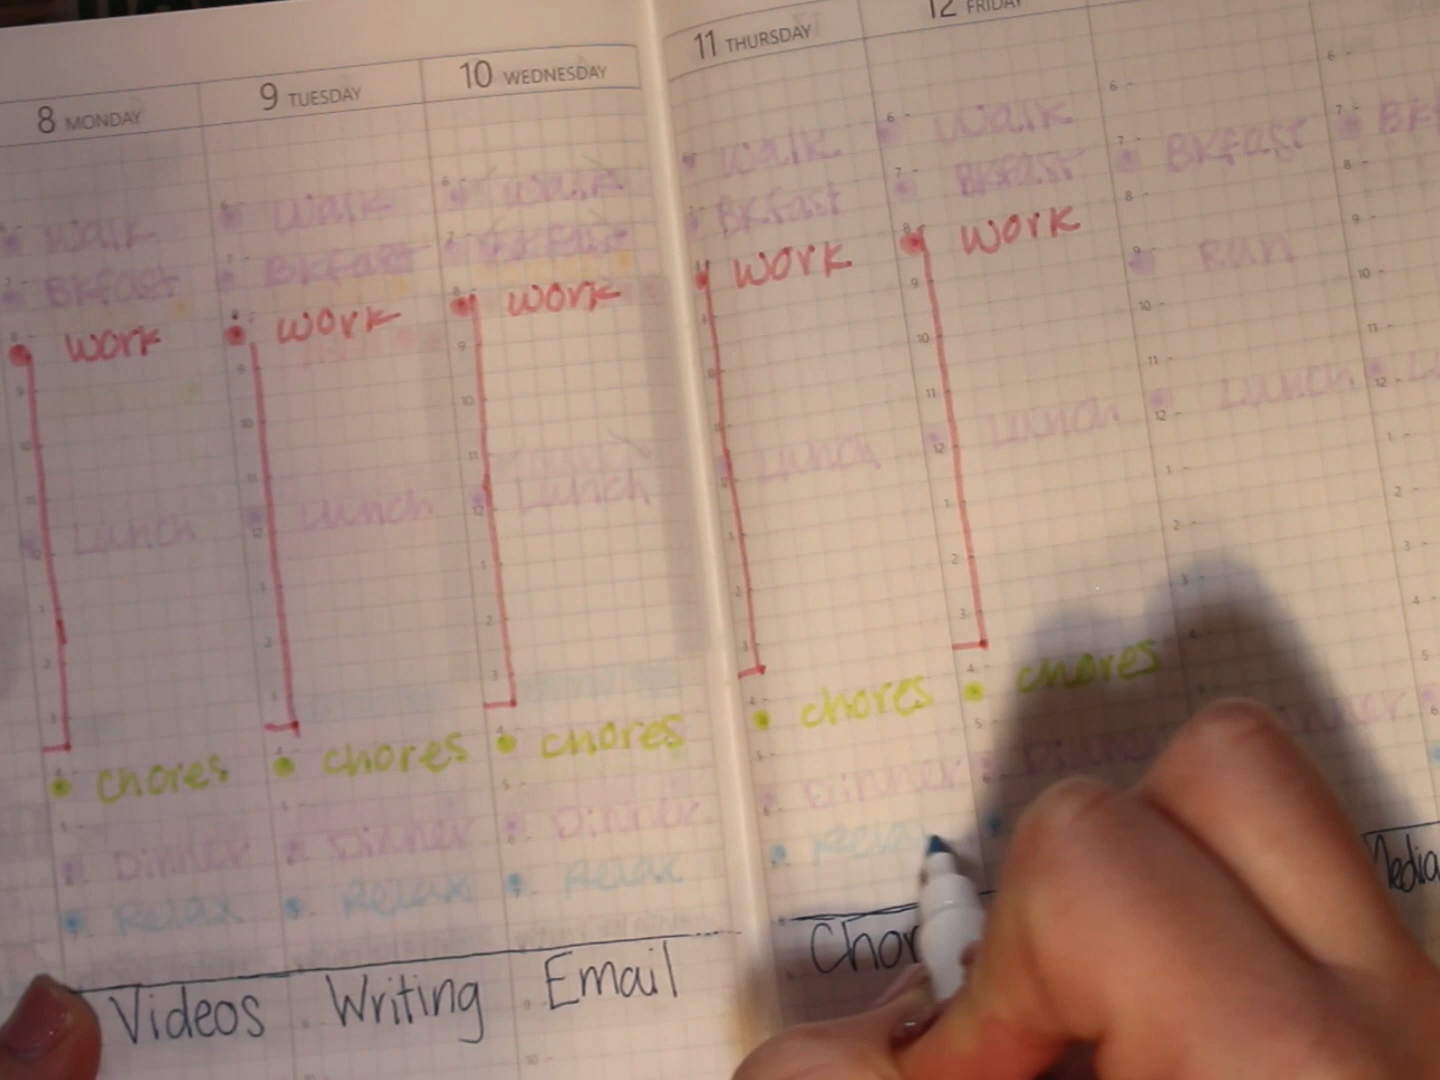 8 MONDAY
9 TUESDAY
10 WEDNESDAY
11 THURSDAY
12 FRIDAY
Walk
Walk
Walk
Walk
Walk
BKfast
BKfast
BKfast
BKfast
BKfast
BKfast
work
work
work
work
work
Run
Lunch
Lunch
Lunch
Lunch
Lunch
Lunch
chores
chores
chores
chores
chores
Dinner
Dinner
Dinner
Dinner
Dinner
Relax
Relax
Relax
Relax
Videos
Writing
Email